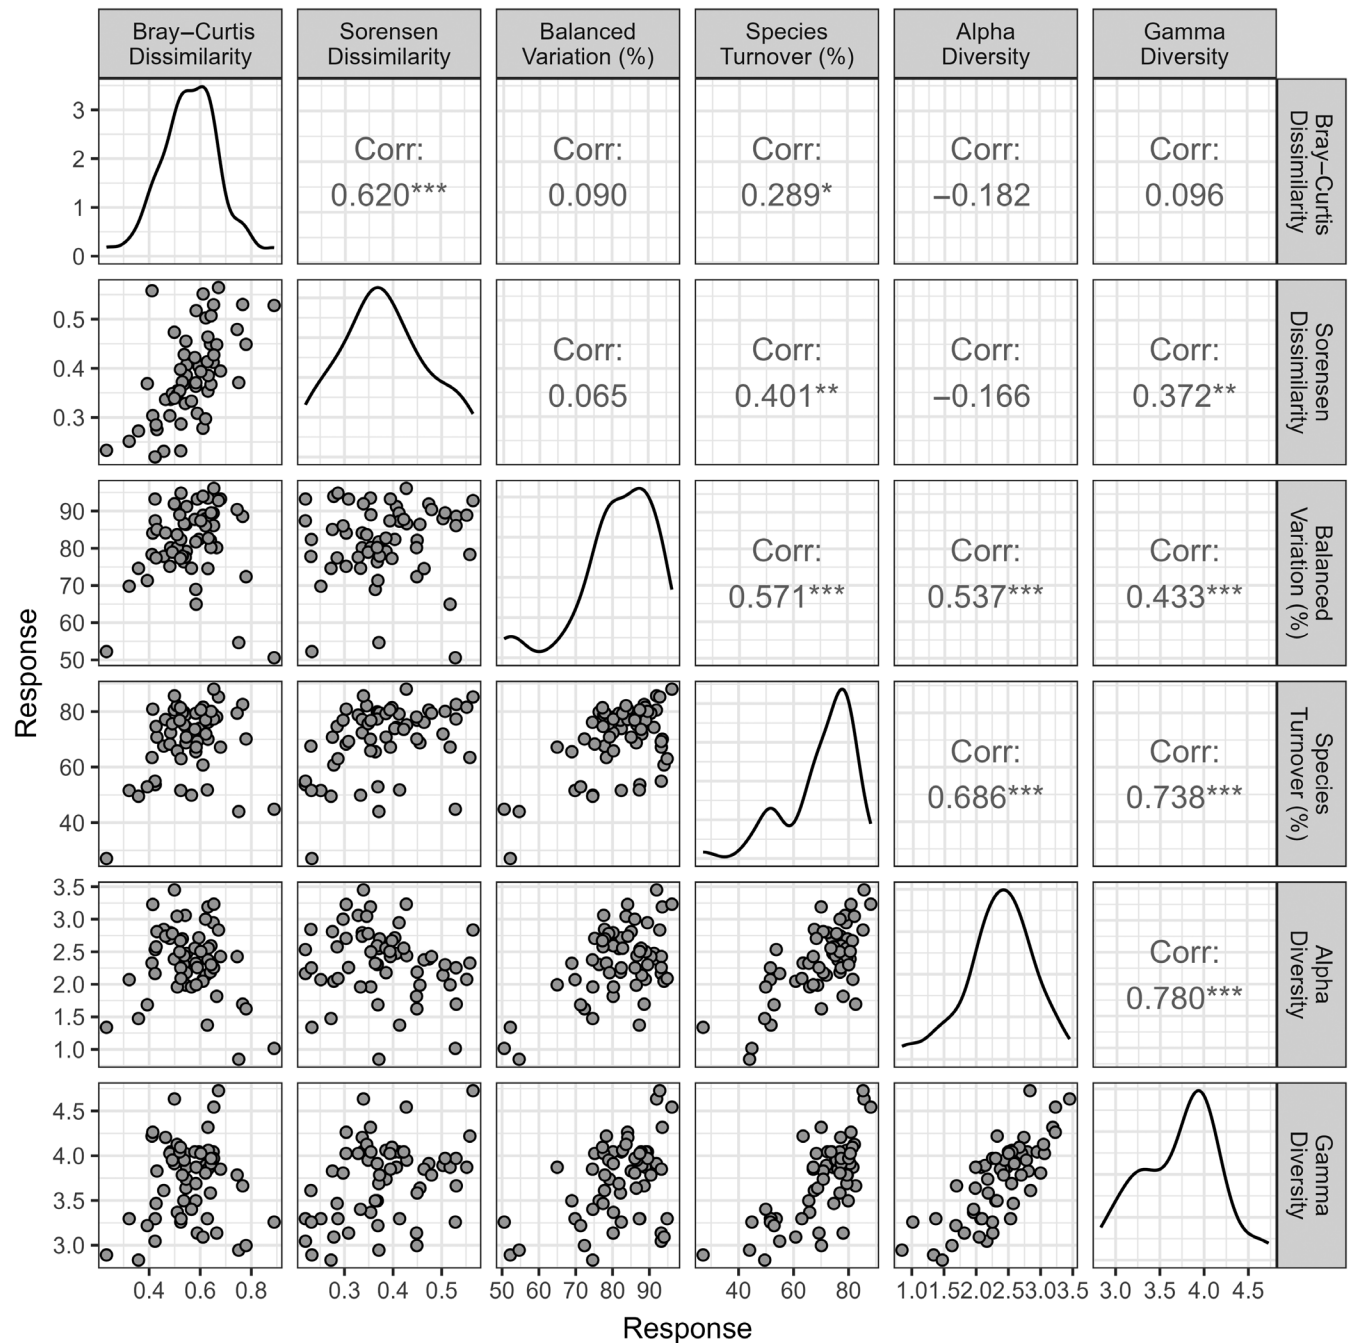 Bray–Curtis
Dissimilarity
Sorensen
Dissimilarity
Balanced
Variation (%)
Species
Turnover (%)
Alpha
Diversity
Gamma
Diversity
3
2
1
0
Corr:
0.620***
Corr:
0.090
Corr:
0.289*
Corr:
−0.182
Corr:
0.096
Bray–Curtis
Dissimilarity
0.5
0.4
0.3
Corr:
0.065
Corr:
0.401**
Corr:
−0.166
Corr:
0.372**
Sorensen
Dissimilarity
90
80
70
60
50
Corr:
0.571***
Corr:
0.537***
Corr:
0.433***
Balanced
Variation (%)
Response
80
60
40
Corr:
0.686***
Corr:
0.738***
Species
Turnover (%)
3.5
3.0
2.5
2.0
1.5
1.0
Corr:
0.780***
Alpha
Diversity
4.5
4.0
3.5
3.0
Gamma
Diversity
0.4 0.6 0.8
0.3 0.4 0.5
50 60 70 80 90
40 60 80
1.01.52.02.53.03.5
3.0 3.5 4.0 4.5
Response